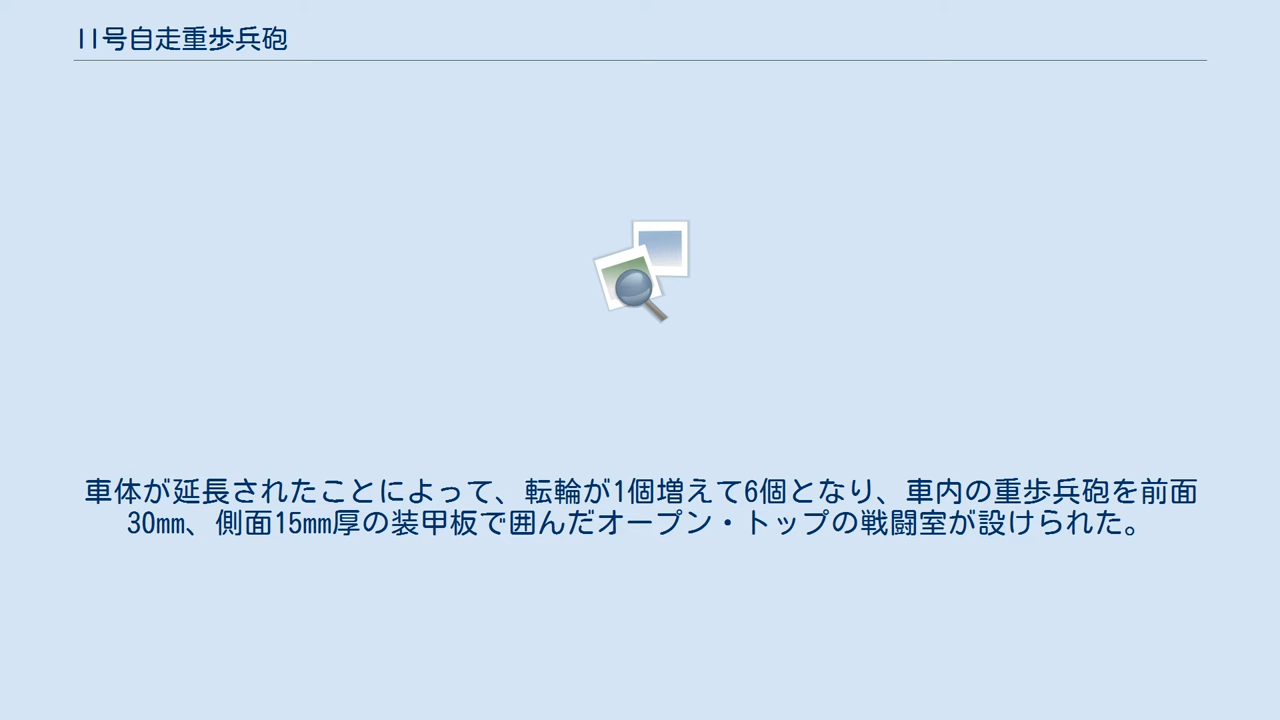 11号自走重歩兵砲
車体が延長されたことによって、転輪が1個増えて6個となり、車内の重歩兵砲を前面
30mm、側面15mm厚の装甲板で囲んだオープン・トップの戦闘室が設けられた。